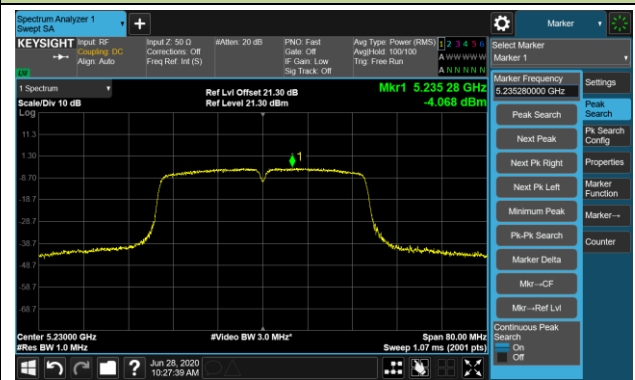 Spectrum Analyzer 1
Swept SA
Marker
KEYSIGHT
Input: RF
Coupling: DC
Align: Auto
Input Z: 50 Ω
Corrections: Off
Freq Ref: Int (S)
#Atten: 20 dB
PNO: Fast
Gate: Off
IF Gain: Low
Sig Track: Off
Avg Type: Power (RMS)
Avg|Hold: 100/100
Trig: Free Run
1 2 3 4 5 6
A W W W W W
A N N N N N
Select Marker
Marker 1
1 Spectrum
Scale/Div 10 dB
Log
Ref Lvl Offset 21.30 dB
Ref Level 21.30 dBm
Mkr1 5.235 28 GHz
-4.068 dBm
11.3
1.30
-8.70
-18.7
-28.7
-38.7
-48.7
-58.7
-68.7
1
Center 5.23000 GHz
#Res BW 1.0 MHz
#Video BW 3.0 MHz*
Span 80.00 MHz
Sweep 1.07 ms (2001 pts)
Marker Frequency
5.235280000 GHz
Peak Search
Next Peak
Next Pk Right
Next Pk Left
Minimum Peak
Pk-Pk Search
Marker Delta
Mkr→CF
Mkr→Ref Lvl
Continuous Peak
Search
On
Off
Settings
Peak
Search
Pk Search
Config
Properties
Marker
Function
Marker→
Counter
?
Jun 28, 2020
10:27:39 AM